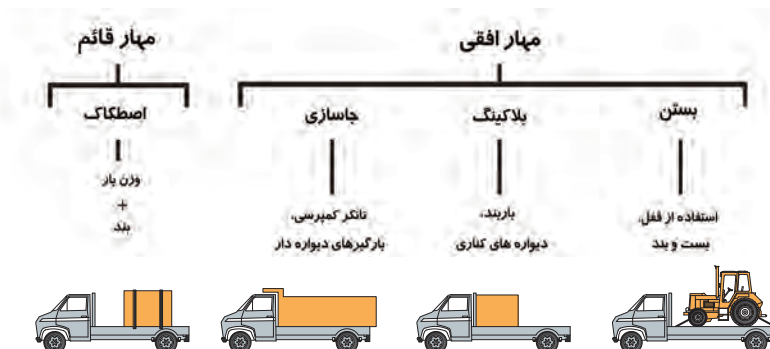 مهار افقی
مهار قائم
بستن
بلاکینگ
جاسازی
اصطکاک
استفاده از قفل،
بست و بند
باربند،
دیواره های کناری
تانکر کمپرسی،
بارگیرهای دیواره دار
وزن بار
+
بند